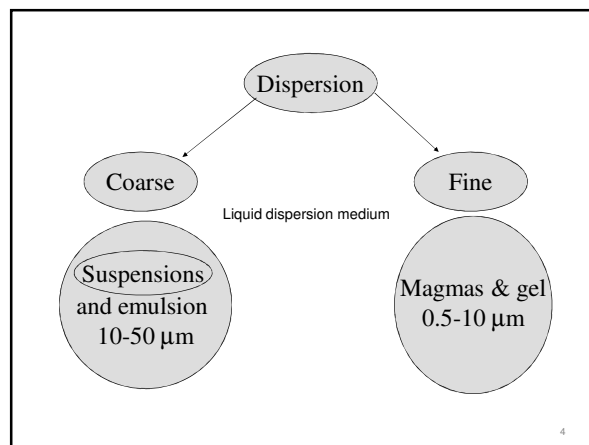 Dispersion
Coarse
Fine
Liquid dispersion medium
Suspensions
and emulsion
10-50 μm
Magmas & gel
0.5-10 μm
4